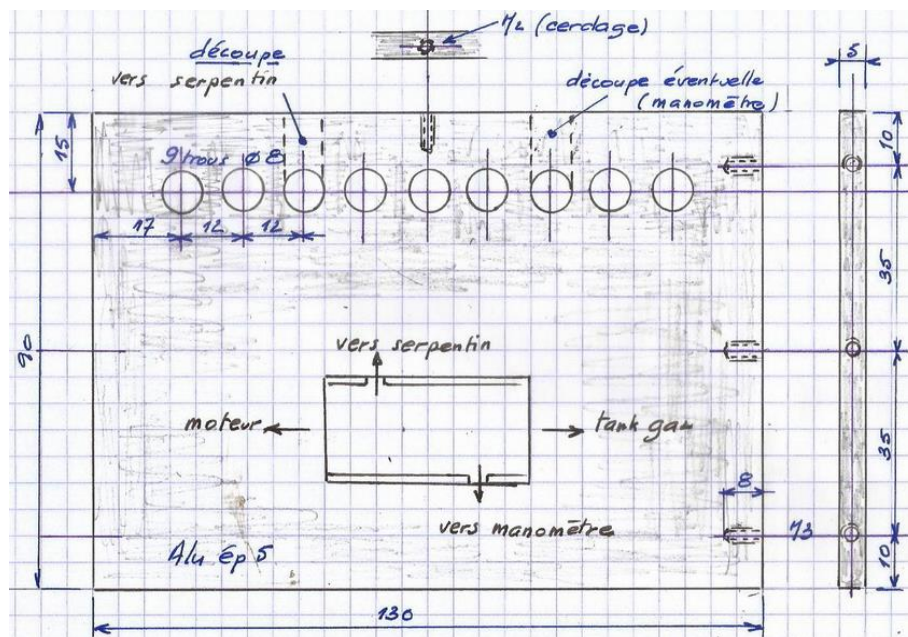 M2 (cerclage)
découpe
vers serpentin
découpe éventuelle
(manomètre)
5
15
10
9 trous ø 8
17
12
12
35
90
vers serpentin
moteur
tank gaz
35
8
vers manomètre
M3
Alu ép 5
10
130